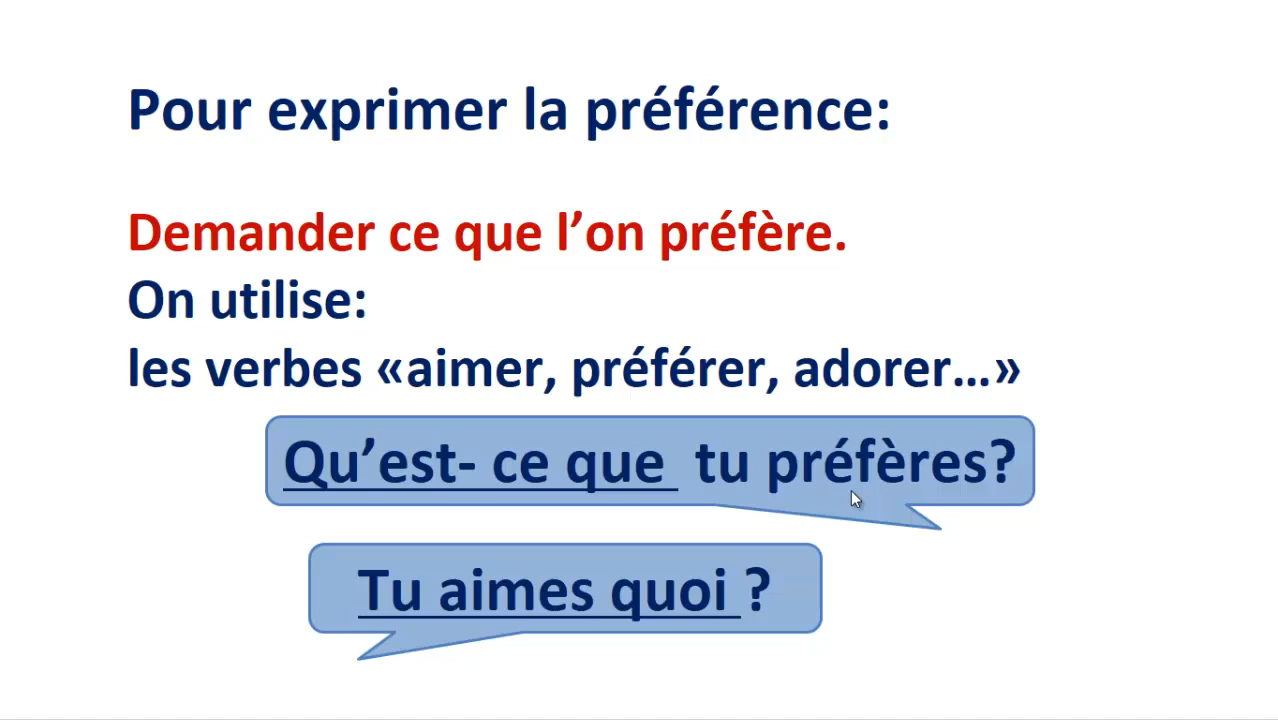 Pour exprimer la préférence:
Demander ce que l’on préfère.
On utilise:
les verbes «aimer, préférer, adorer…»
Qu’est- ce que tu préfères?
Tu aimes quoi ?